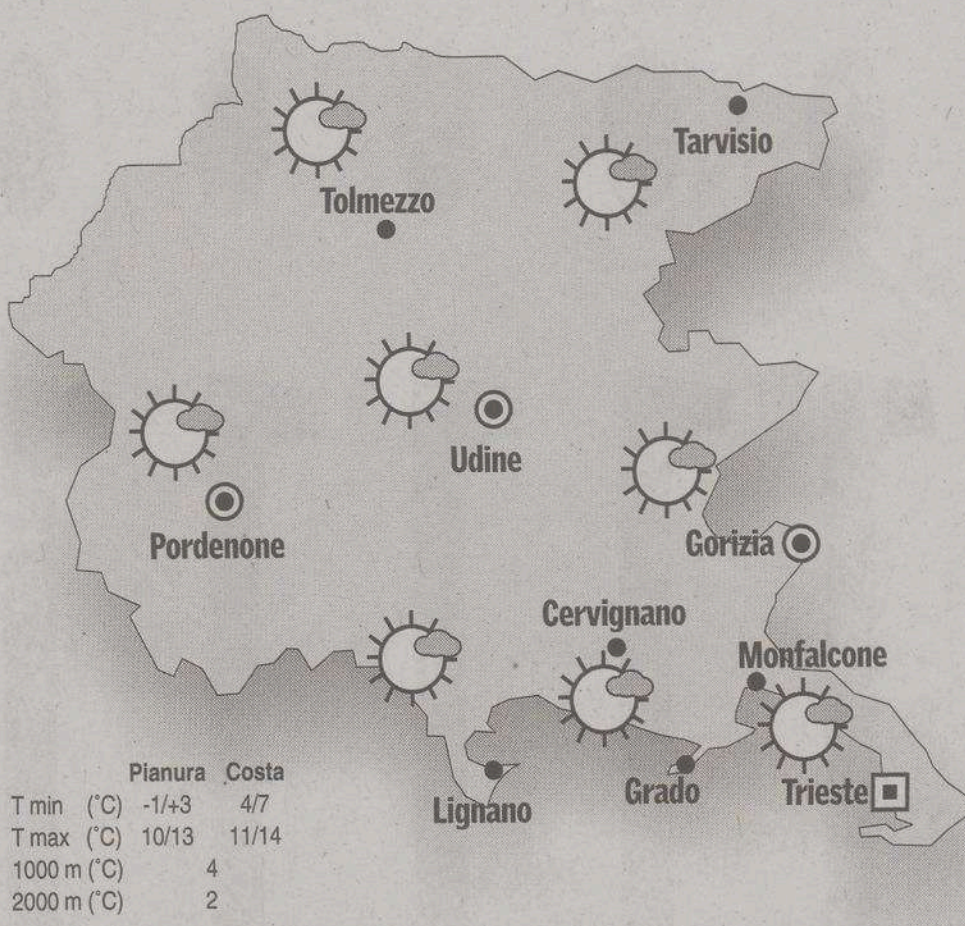 Tarvisio
Tolmezzo
Udine
Pordenone
Gorizia
Cervignano
Monfalcone
Lignano
Grado
Trieste
Pianura Costa
T min (°C) -1/+3 4/7
T max (°C) 10/13 11/14
1000 m (°C) 4
2000 m (°C) 2